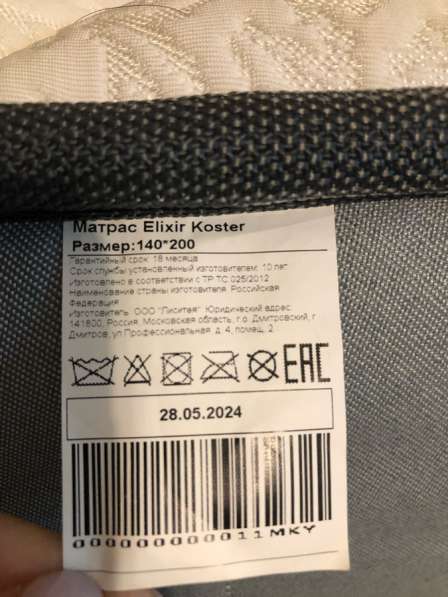 Матрас Elixir Koster
Размер:140*200
Гарантийный срок: 18 месяца
Срок службы установленный изготовителем: 10 лет
Изготовлено в соответствии с ТР ТС 025/2012
Наименование страны изготовителя: Российская
Федерация
Изготовитель: ООО "Лиситея". Юридический адрес:
141800, Россия, Московская область, г.о. Дмитровский, г
Дмитров, ул Профессиональная, д. 4, помещ. 2
EAC
28.05.2024
00000000011MKY